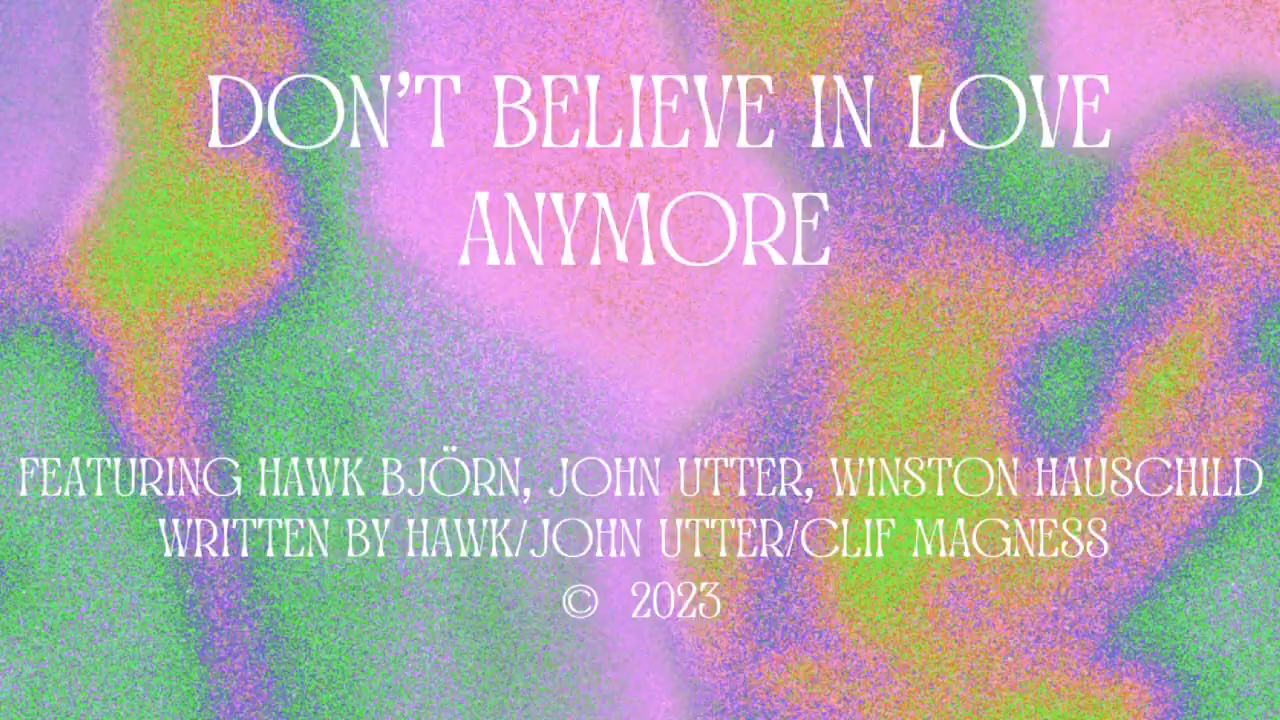 DON'T BELIEVE IN LOVE
ANYMORE
FEATURING HAWK BJÖRN, JOHN UTTER, WINSTON HAUSCHILD
WRITTEN BY HAWK/JOHN UTTER/CLIF MAGNESS
© 2023